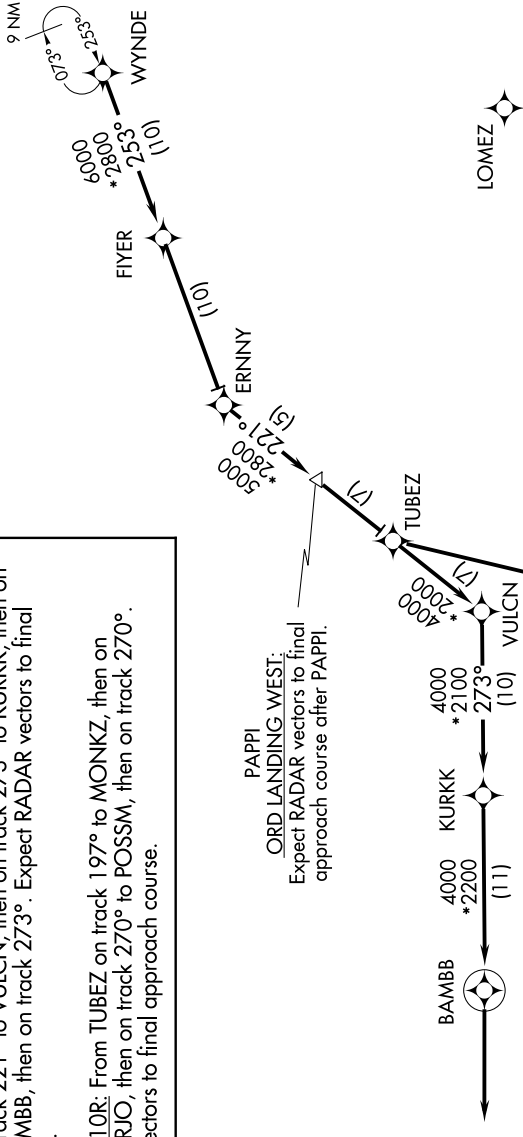 9 NM
073°
253°
WYNDE
6000
*2800
253°
(10)
FIYER
(10)
LOMEZ
ERNNY
5000
*2800
221°
(5)
(7)
TUBEZ
4000
*2000
(7)
VULCN
4000
*2100
273°
(10)
KURKK
4000
*2200
(11)
BAMBB
PAPPI
ORD LANDING WEST:
Expect RADAR vectors to final
approach course after PAPPI.
track 221° to VULCN, then on track 273° to KURKK, then on
MBB, then on track 273°. Expect RADAR vectors to final
.
10R: From TUBEZ on track 197° to MONKZ, then on
RJO, then on track 270° to POSSM, then on track 270°.
ectors to final approach course.